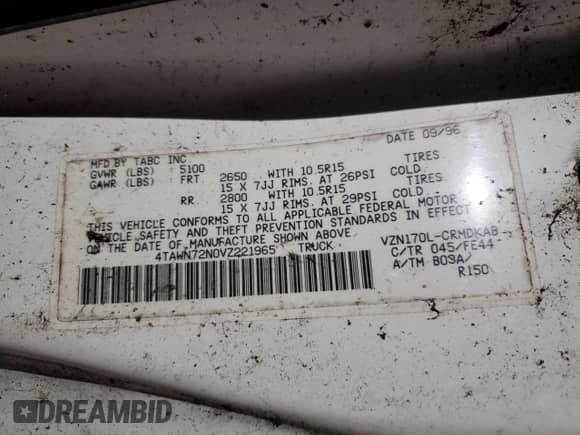 MFD BY TABC INC DATE 09/96
GVWR (LBS) : 5100
GAWR (LBS) : FRT 2650 WITH 10.5R15 TIRES
15 X 7JJ RIMS. AT 26PSI COLD
RR 2800 WITH 10.5R15 TIRES
15 X 7JJ RIMS. AT 29PSI COLD
THIS VEHICLE CONFORMS TO ALL APPLICABLE FEDERAL MOTOR
VEHICLE SAFETY AND THEFT PREVENTION STANDARDS IN EFFECT
ON THE DATE OF MANUFACTURE SHOWN ABOVE.
4TAWN72N0VZ221965 TRUCK
VZN170L-CRMDKAB
C/TR 045/FE44
A/TM B03A/
R150
DREAMBID